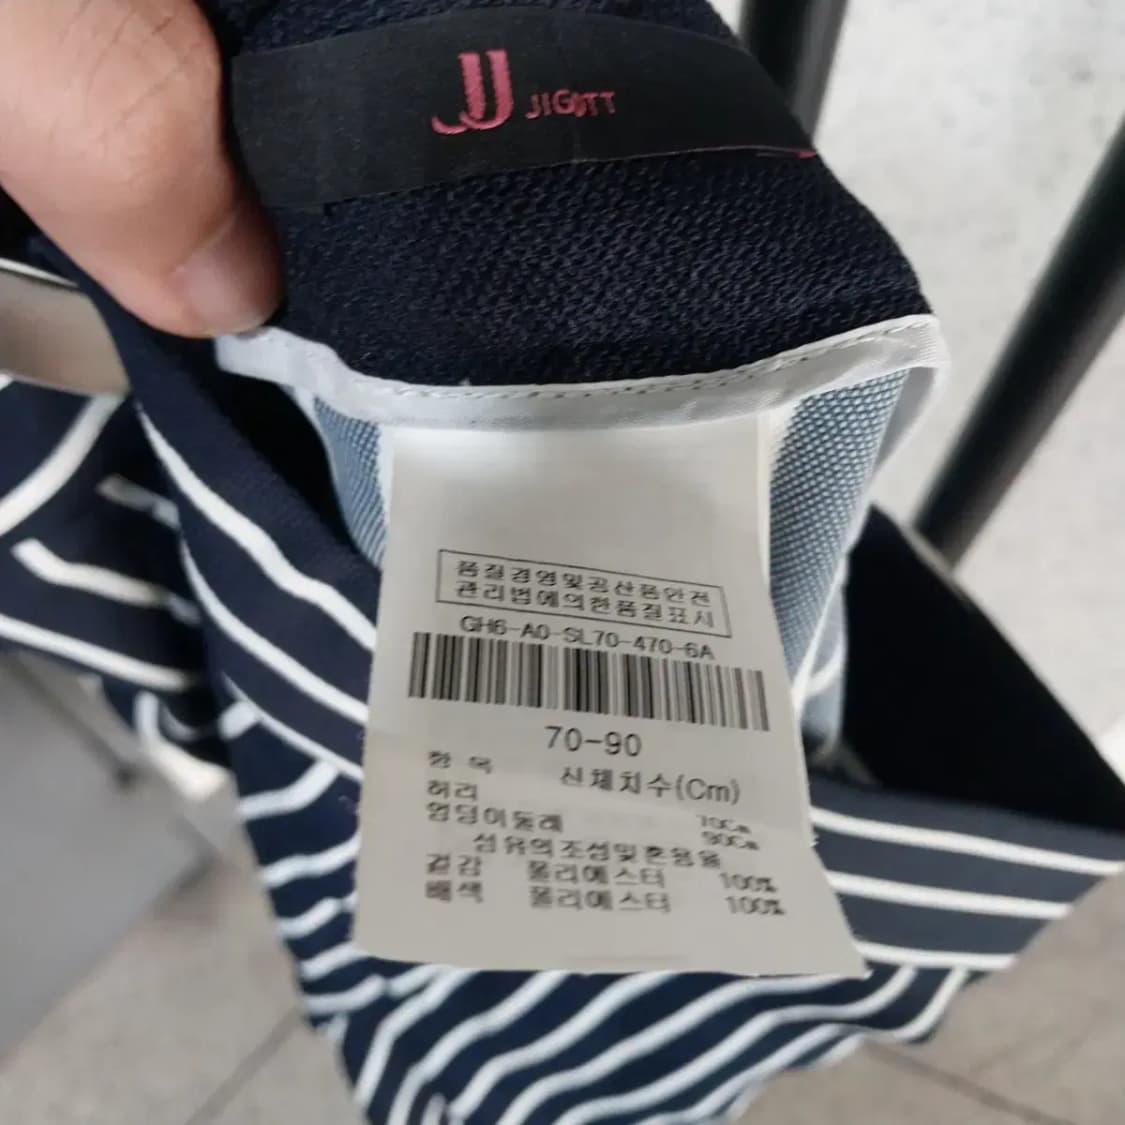 JJ JIGOTT
품질경영및공산품안전
관리법에의한품질표시
GH6-A0-SL70-470-6A
70-90
항 목 신체치수(Cm)
허리 70Cm
엉덩이둘레 90Cm
섬유의조성및혼용율
겉감 폴리에스터 100%
배색 폴리에스터 100%